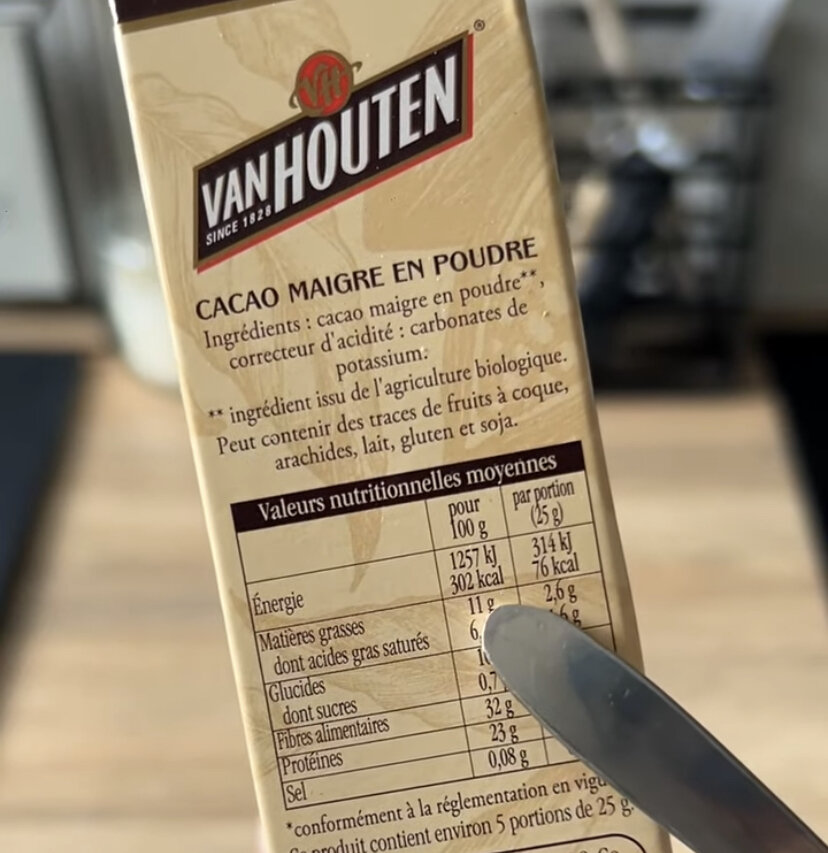 VH
®
VAN HOUTEN
SINCE 1828
CACAO MAIGRE EN POUDRE
Ingrédients : cacao maigre en poudre**,
correcteur d'acidité : carbonates de
potassium.
** ingrédient issu de l'agriculture biologique.
Peut contenir des traces de fruits à coque,
arachides, lait, gluten et soja.
Valeurs nutritionnelles moyennes
pour 100 g par portion (25 g)
Énergie 1257 kJ 314 kJ
302 kcal 76 kcal
Matières grasses 11 g 2,6 g
dont acides gras saturés
Glucides
dont sucres
Fibres alimentaires 32 g
Protéines 23 g
Sel 0,08 g
*conformément à la réglementation en
produit contient environ 5 portions de 25 g.